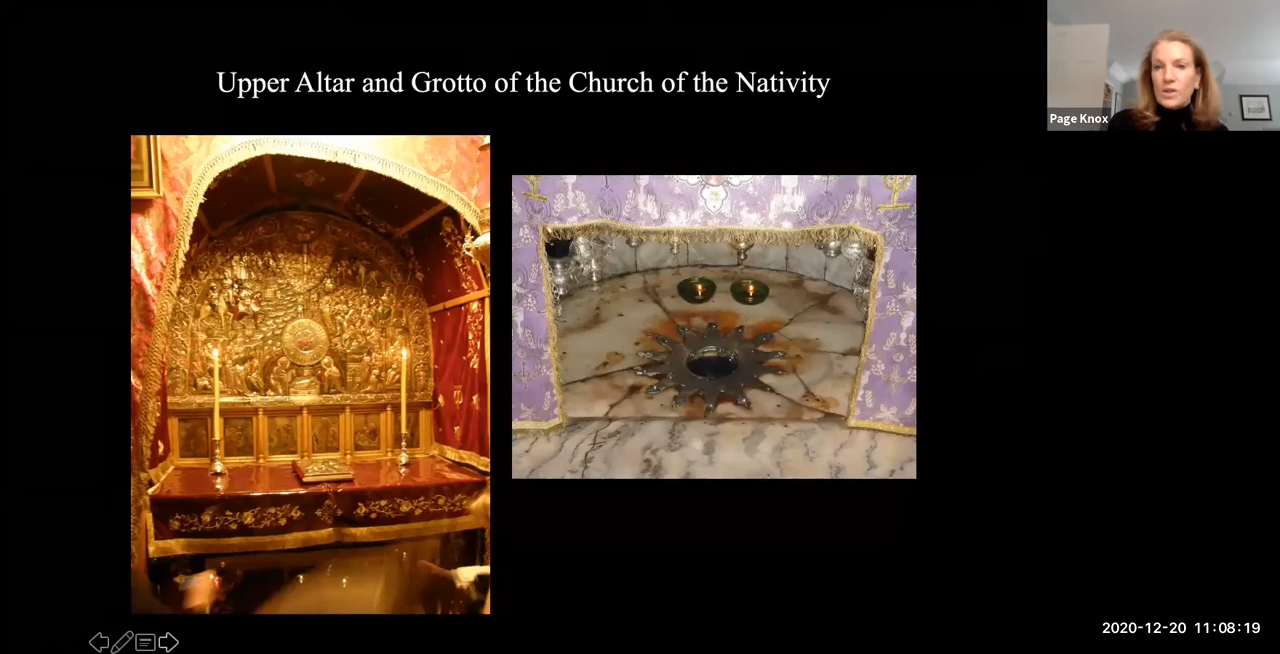 Upper Altar and Grotto of the Church of the Nativity
Page Knox
2020-12-20 11:08:19